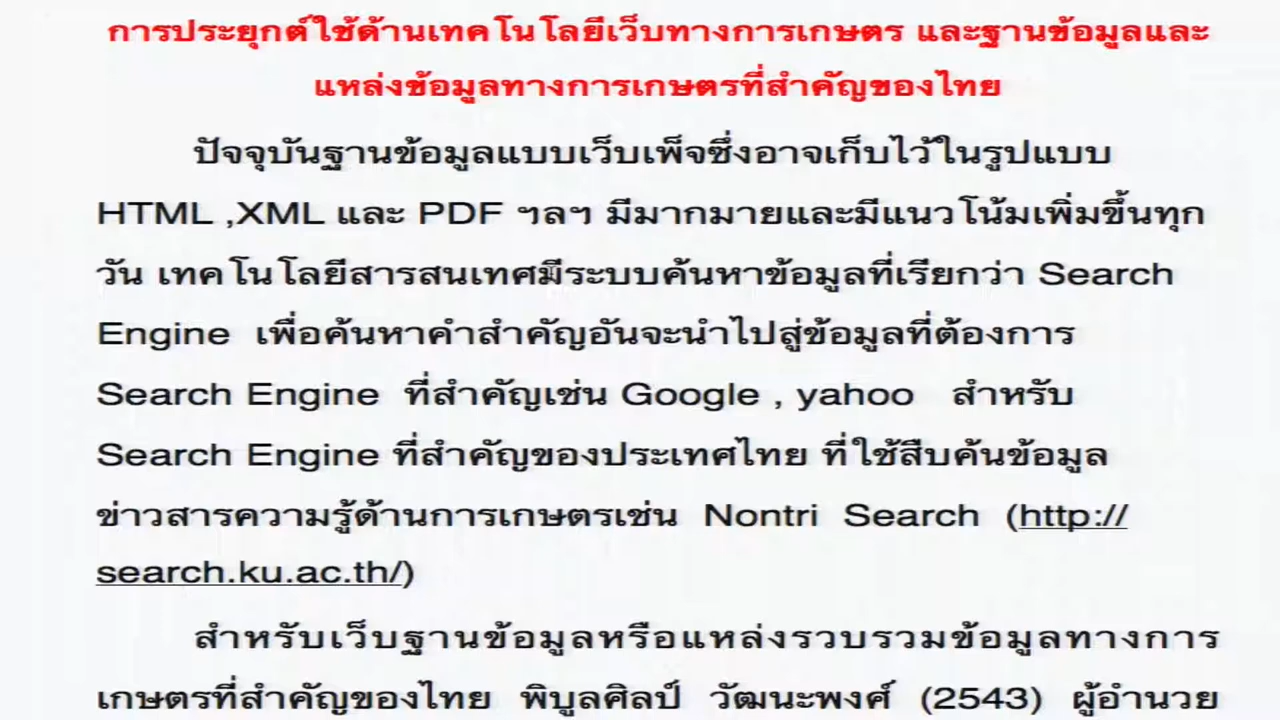 การประยุกต์ใช้ด้านเทคโนโลยีเว็บทางการเกษตร และฐานข้อมูลและ
แหล่งข้อมูลทางการเกษตรที่สำคัญของไทย
ปัจจุบันฐานข้อมูลแบบเว็บเพ็จซึ่งอาจเก็บไว้ในรูปแบบ
HTML ,XML และ PDF ฯลฯ มีมากมายและมีแนวโน้มเพิ่มขึ้นทุก
วัน เทคโนโลยีสารสนเทศมีระบบค้นหาข้อมูลที่เรียกว่า Search
Engine เพื่อค้นหาคำสำคัญอันจะนำไปสู่ข้อมูลที่ต้องการ
Search Engine ที่สำคัญเช่น Google , yahoo สำหรับ
Search Engine ที่สำคัญของประเทศไทย ที่ใช้สืบค้นข้อมูล
ข่าวสารความรู้ด้านการเกษตรเช่น Nontri Search (http://
search.ku.ac.th/)
สำหรับเว็บฐานข้อมูลหรือแหล่งรวบรวมข้อมูลทางการ
เกษตรที่สำคัญของไทย พิบูลศิลป์ วัฒนะพงศ์ (2543) ผู้อำนวย